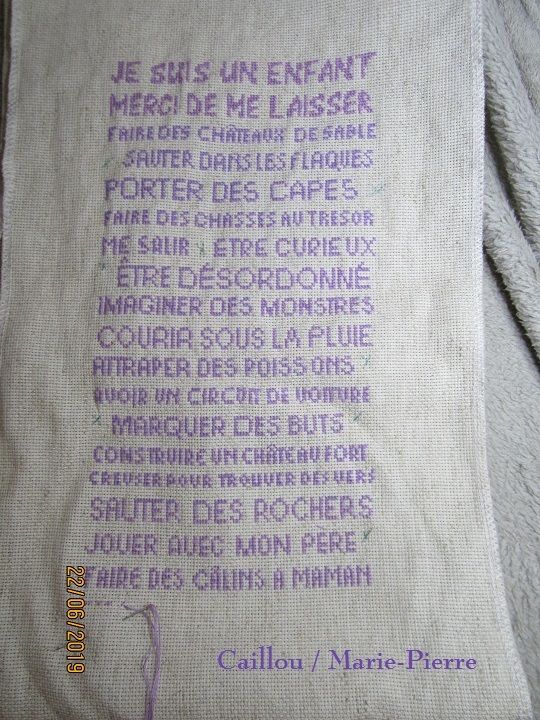 JE SUIS UN ENFANT
MERCI DE ME LAISSER
FAIRE DES CHÂTEAUX DE SABLE
SAUTER DANS LES FLAQUES
PORTER DES CAPES
FAIRE DES CHASSES AU TRESOR
ME SALIR ETRE CURIEUX
ÊTRE DÉSORDONNÉ
IMAGINER DES MONSTRES
COURIR SOUS LA PLUIE
ATTRAPER DES POISSONS
AVOIR UN CIRCUIT DE VOITURE
MARQUER DES BUTS
CONSTRUIRE UN CHÂTEAU FORT
CREUSER POUR TROUVER DES VERS
SAUTER DES ROCHERS
JOUER AVEC MON PÈRE
FAIRE DES CÂLINS A MAMAN
22/06/2019
Caillou / Marie-Pierre